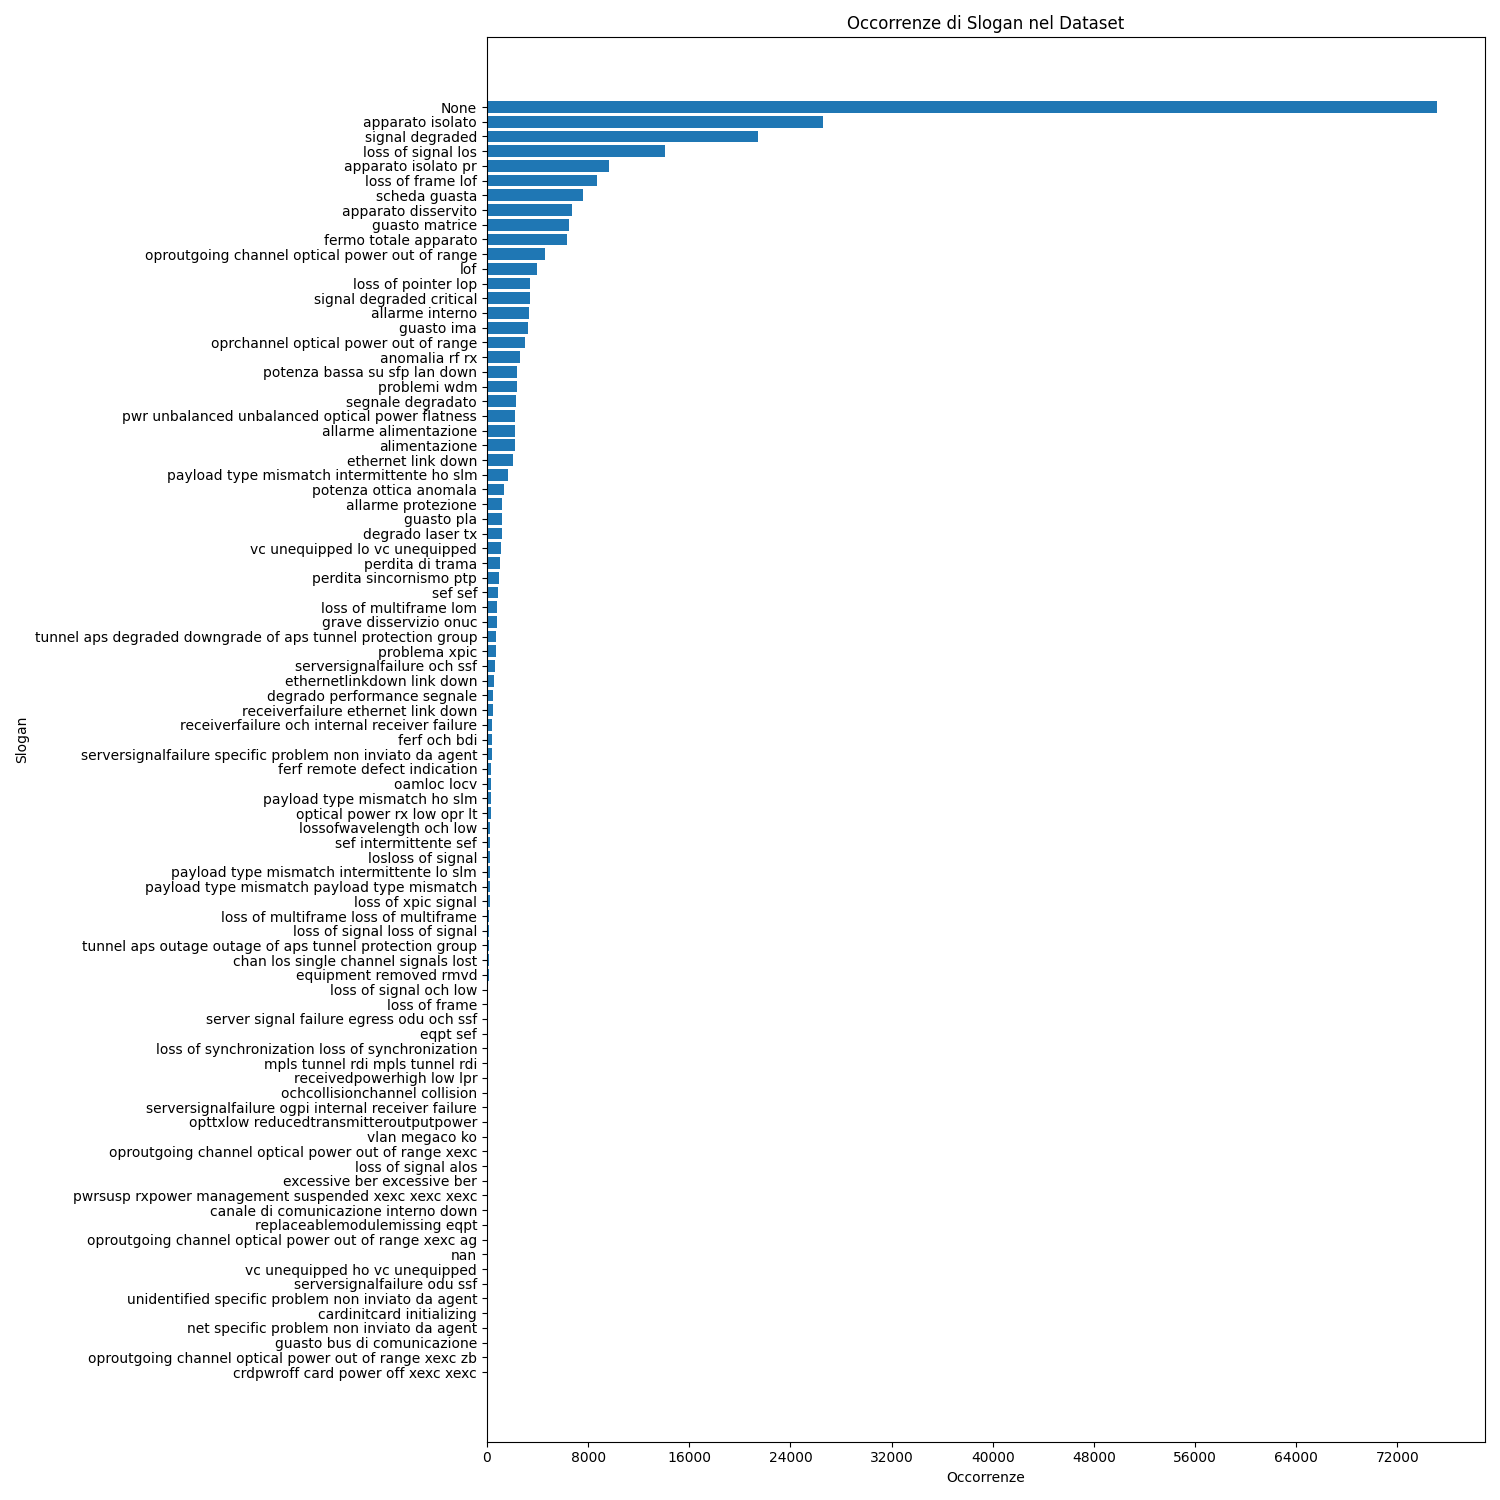 Occorrenze di Slogan nel Dataset
None
apparato isolato
signal degraded
loss of signal los
apparato isolato pr
loss of frame lof
scheda guasta
apparato disservito
guasto matrice
fermo totale apparato
oproutgoing channel optical power out of range
lof
loss of pointer lop
signal degraded critical
allarme interno
guasto ima
oprchannel optical power out of range
anomalia rf rx
potenza bassa su sfp lan down
problemi wdm
segnale degradato
pwr unbalanced unbalanced optical power flatness
allarme alimentazione
alimentazione
ethernet link down
payload type mismatch intermittente ho slm
potenza ottica anomala
allarme protezione
guasto pla
degrado laser tx
vc unequipped lo vc unequipped
perdita di trama
perdita sincornismo ptp
sef sef
loss of multiframe lom
grave disservizio onuc
tunnel aps degraded downgrade of aps tunnel protection group
problema xpic
serversignalfailure och ssf
ethernetlinkdown link down
degrado performance segnale
receiverfailure ethernet link down
receiverfailure och internal receiver failure
ferf och bdi
serversignalfailure specific problem non inviato da agent
ferf remote defect indication
oamloc locv
payload type mismatch ho slm
optical power rx low opr lt
lossofwavelength och low
sef intermittente sef
losloss of signal
payload type mismatch intermittente lo slm
payload type mismatch payload type mismatch
loss of xpic signal
loss of multiframe loss of multiframe
loss of signal loss of signal
tunnel aps outage outage of aps tunnel protection group
chan los single channel signals lost
equipment removed rmvd
loss of signal och low
loss of frame
server signal failure egress odu och ssf
eqpt sef
loss of synchronization loss of synchronization
mpls tunnel rdi mpls tunnel rdi
receivedpowerhigh low lpr
ochcollisionchannel collision
serversignalfailure ogpi internal receiver failure
opttxlow reducedtransmitteroutputpower
vlan megaco ko
oproutgoing channel optical power out of range xexc
loss of signal alos
excessive ber excessive ber
pwrsusp rxpower management suspended xexc xexc xexc
canale di comunicazione interno down
replaceablemodulemissing eqpt
oproutgoing channel optical power out of range xexc ag
nan
vc unequipped ho vc unequipped
serversignalfailure odu ssf
unidentified specific problem non inviato da agent
cardinitcard initializing
net specific problem non inviato da agent
guasto bus di comunicazione
oproutgoing channel optical power out of range xexc zb
crdpwroff card power off xexc xexc
Slogan
0 8000 16000 24000 32000 40000 48000 56000 64000 72000
Occorrenze